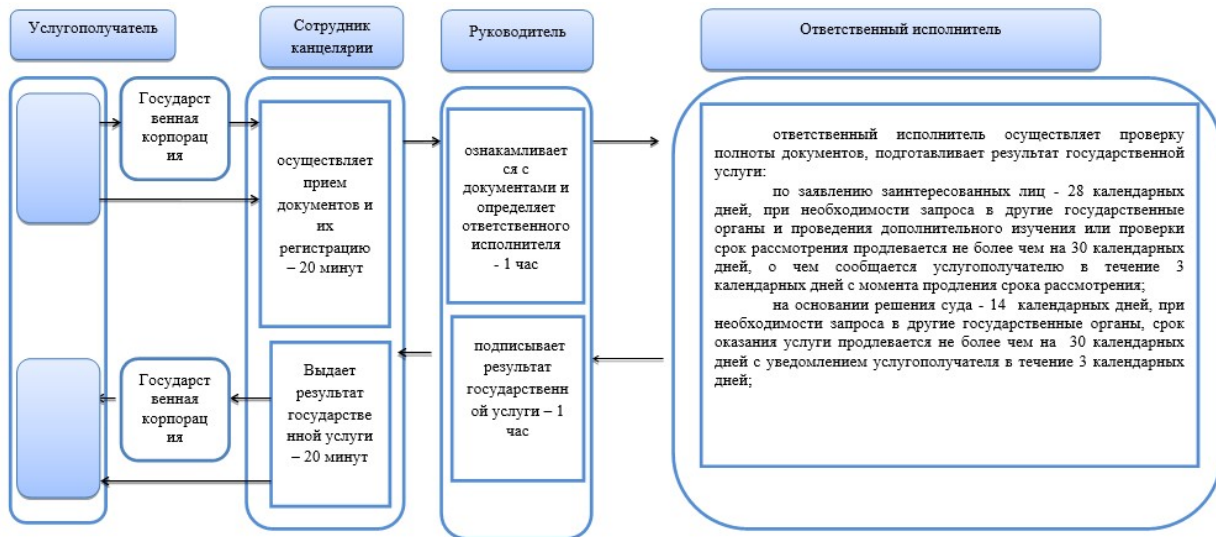 Услугополучатель
Сотрудник
канцелярии
Руководитель
Ответственный исполнитель
Государст
венная
корпорац
ия
осуществляет
прием
документов и
их
регистрацию
– 20 минут
ознакамливает
ся с
документами и
определяет
ответственного
исполнителя
- 1 час
ответственный исполнитель осуществляет проверку
полноты документов, подготавливает результат государственной
услуги:
по заявлению заинтересованных лиц - 28 календарных
дней, при необходимости запроса в другие государственные
органы и проведения дополнительного изучения или проверки
срок рассмотрения продлевается не более чем на 30 календарных
дней, о чем сообщается услугополучателю в течение 3
календарных дней с момента продления срока рассмотрения;
на основании решения суда - 14 календарных дней, при
необходимости запроса в другие государственные органы, срок
оказания услуги продлевается не более чем на 30 календарных
дней с уведомлением услугополучателя в течение 3 календарных
дней;
Государст
венная
корпорац
ия
Выдает
результат
государстве
нной услуги
– 20 минут
подписывает
результат
государственн
ой услуги – 1
час